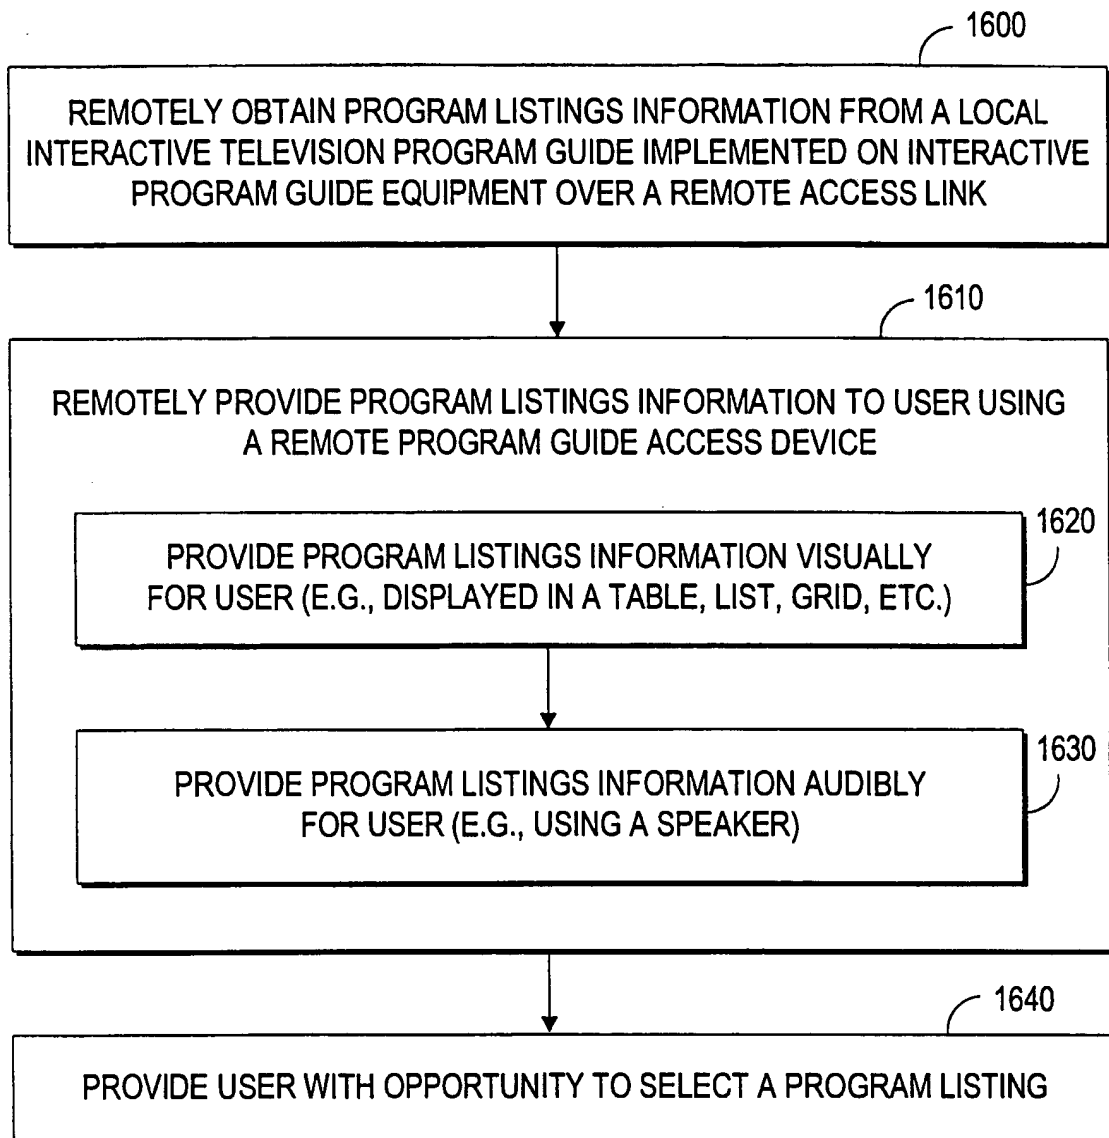 1600
REMOTELY OBTAIN PROGRAM LISTINGS INFORMATION FROM A LOCAL
INTERACTIVE TELEVISION PROGRAM GUIDE IMPLEMENTED ON INTERACTIVE
PROGRAM GUIDE EQUIPMENT OVER A REMOTE ACCESS LINK
1610
REMOTELY PROVIDE PROGRAM LISTINGS INFORMATION TO USER USING
A REMOTE PROGRAM GUIDE ACCESS DEVICE
1620
PROVIDE PROGRAM LISTINGS INFORMATION VISUALLY
FOR USER (E.G., DISPLAYED IN A TABLE, LIST, GRID, ETC.)
1630
PROVIDE PROGRAM LISTINGS INFORMATION AUDIBLY
FOR USER (E.G., USING A SPEAKER)
1640
PROVIDE USER WITH OPPORTUNITY TO SELECT A PROGRAM LISTING